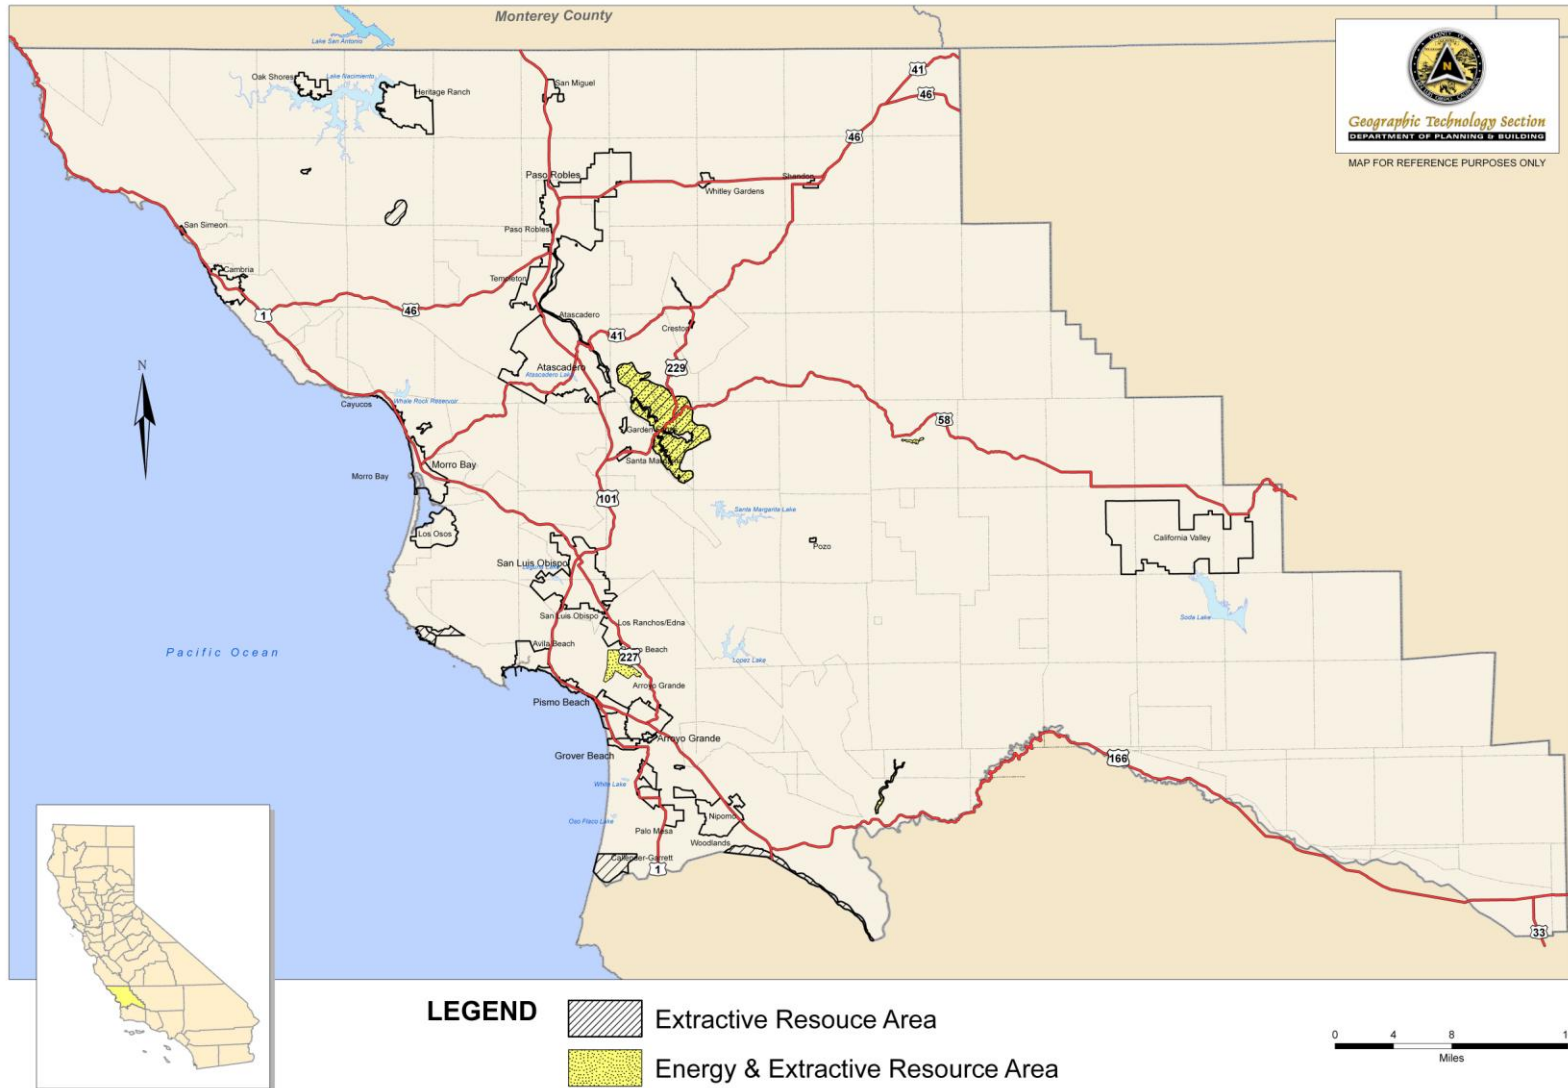 Monterey County
Lake San Antonio
Oak Shores
Lake Nacimiento
Heritage Ranch
San Miguel
41
46
46
Geographic Technology Section
DEPARTMENT OF PLANNING & BUILDING
MAP FOR REFERENCE PURPOSES ONLY
Paso Robles
Whitley Gardens
Shandon
San Simeon
Paso Robles
Cambria
Templeton
1
46
Atascadero
Creston
41
N
Atascadero
Atascadero Lake
229
Whale Rock Reservoir
Cayucos
58
Morro Bay
Morro Bay
101
Santa Margarita Lake
Los Osos
Pozo
California Valley
San Luis Obispo
San Luis Obispo
Los Ranchos/Edna
Soda Lake
Pacific Ocean
Avila Beach
Beach
227
Lopez Lake
Arroyo Grande
Pismo Beach
Arroyo Grande
Grover Beach
166
White Lake
Oso Flaco Lake
Nipomo
Palo Mesa
Woodlands
Callender-Garrett
1
33
LEGEND
Extractive Resouce Area
Energy & Extractive Resource Area
0 4 8
Miles